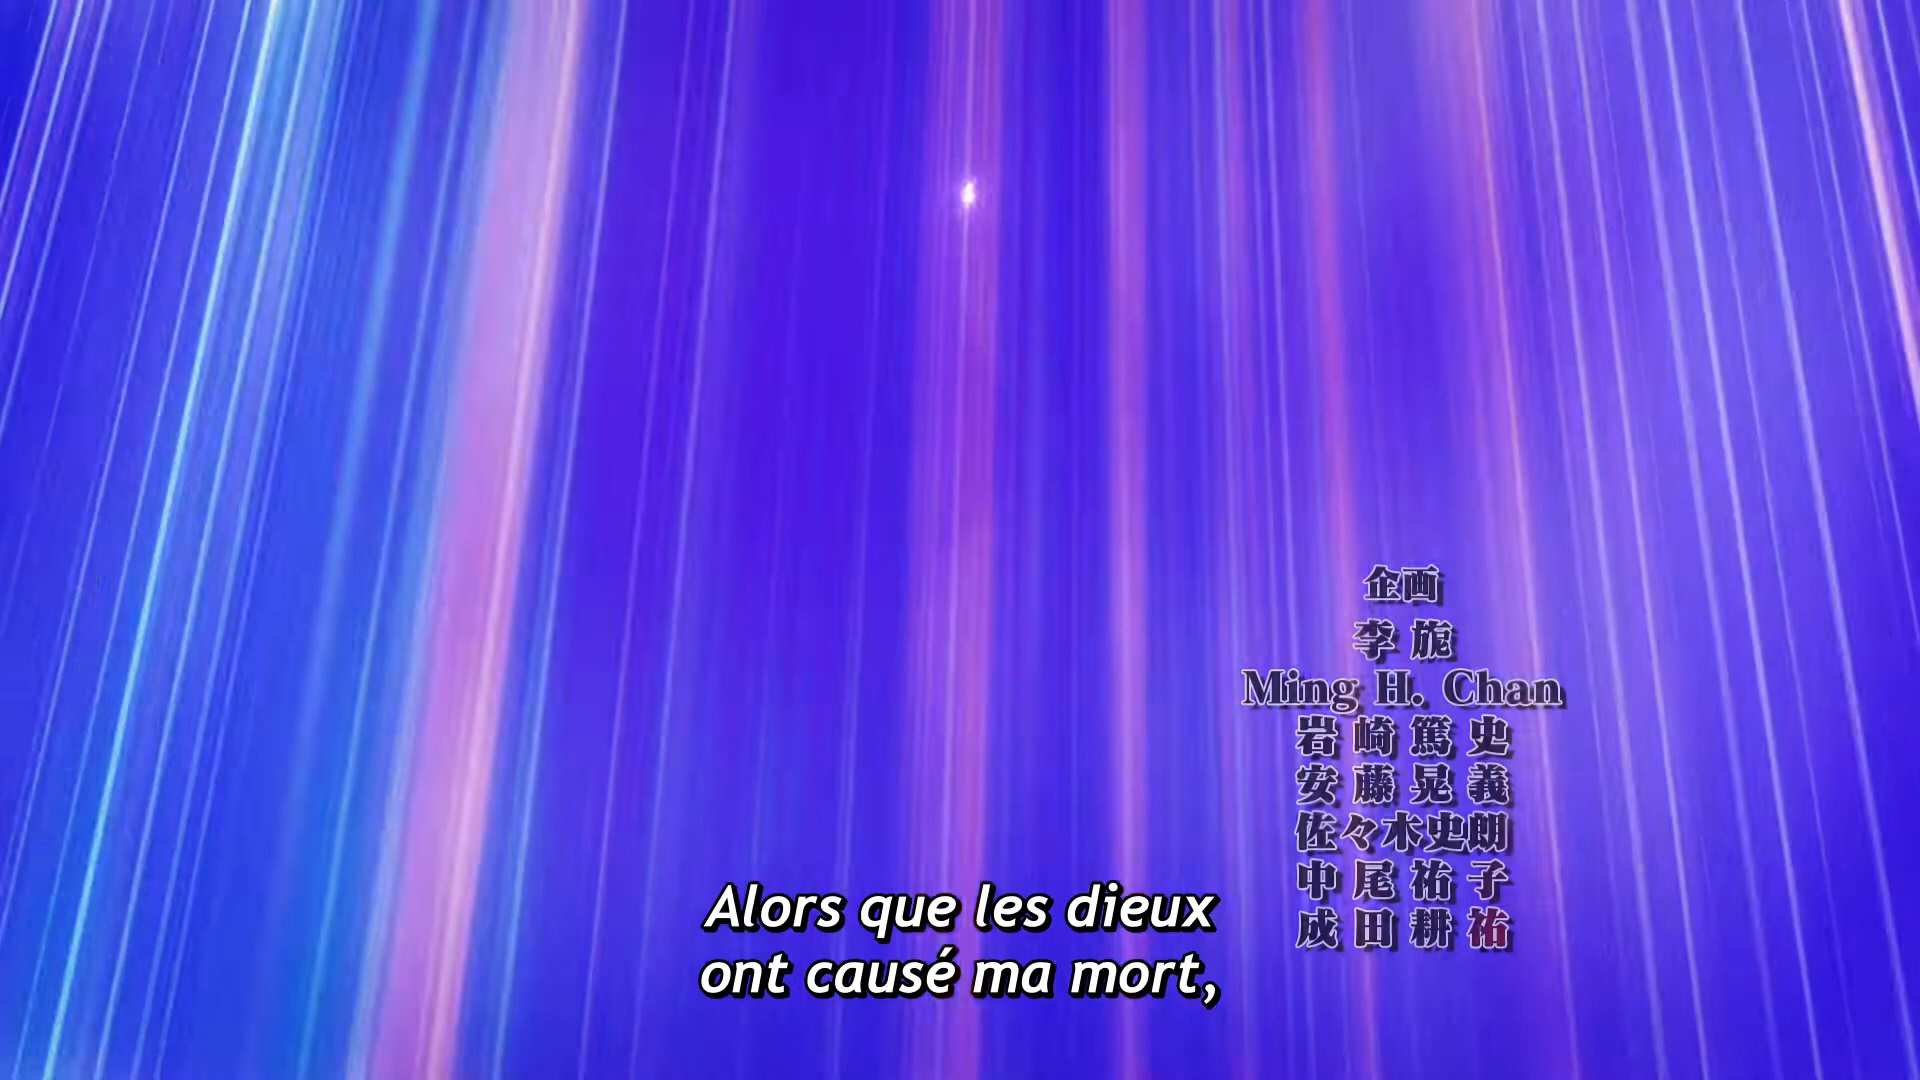 企画
李旎
Ming H. Chan
岩崎篤史
安藤晃義
佐々木史朗
中尾祐子
成田耕祐
Alors que les dieux
ont causé ma mort,